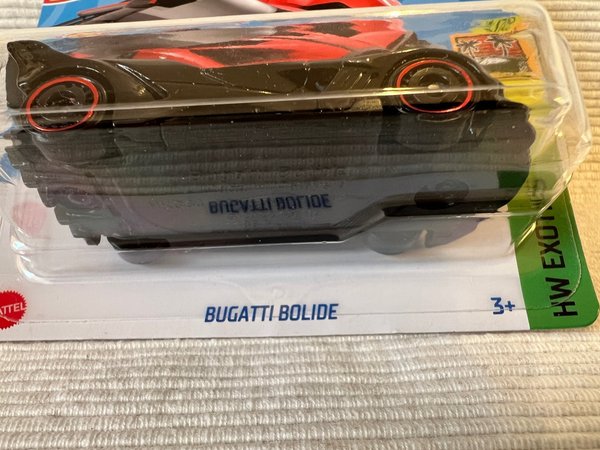 BUGATTI BOLIDE
BUGATTI BOLIDE
3+
HW EXOT